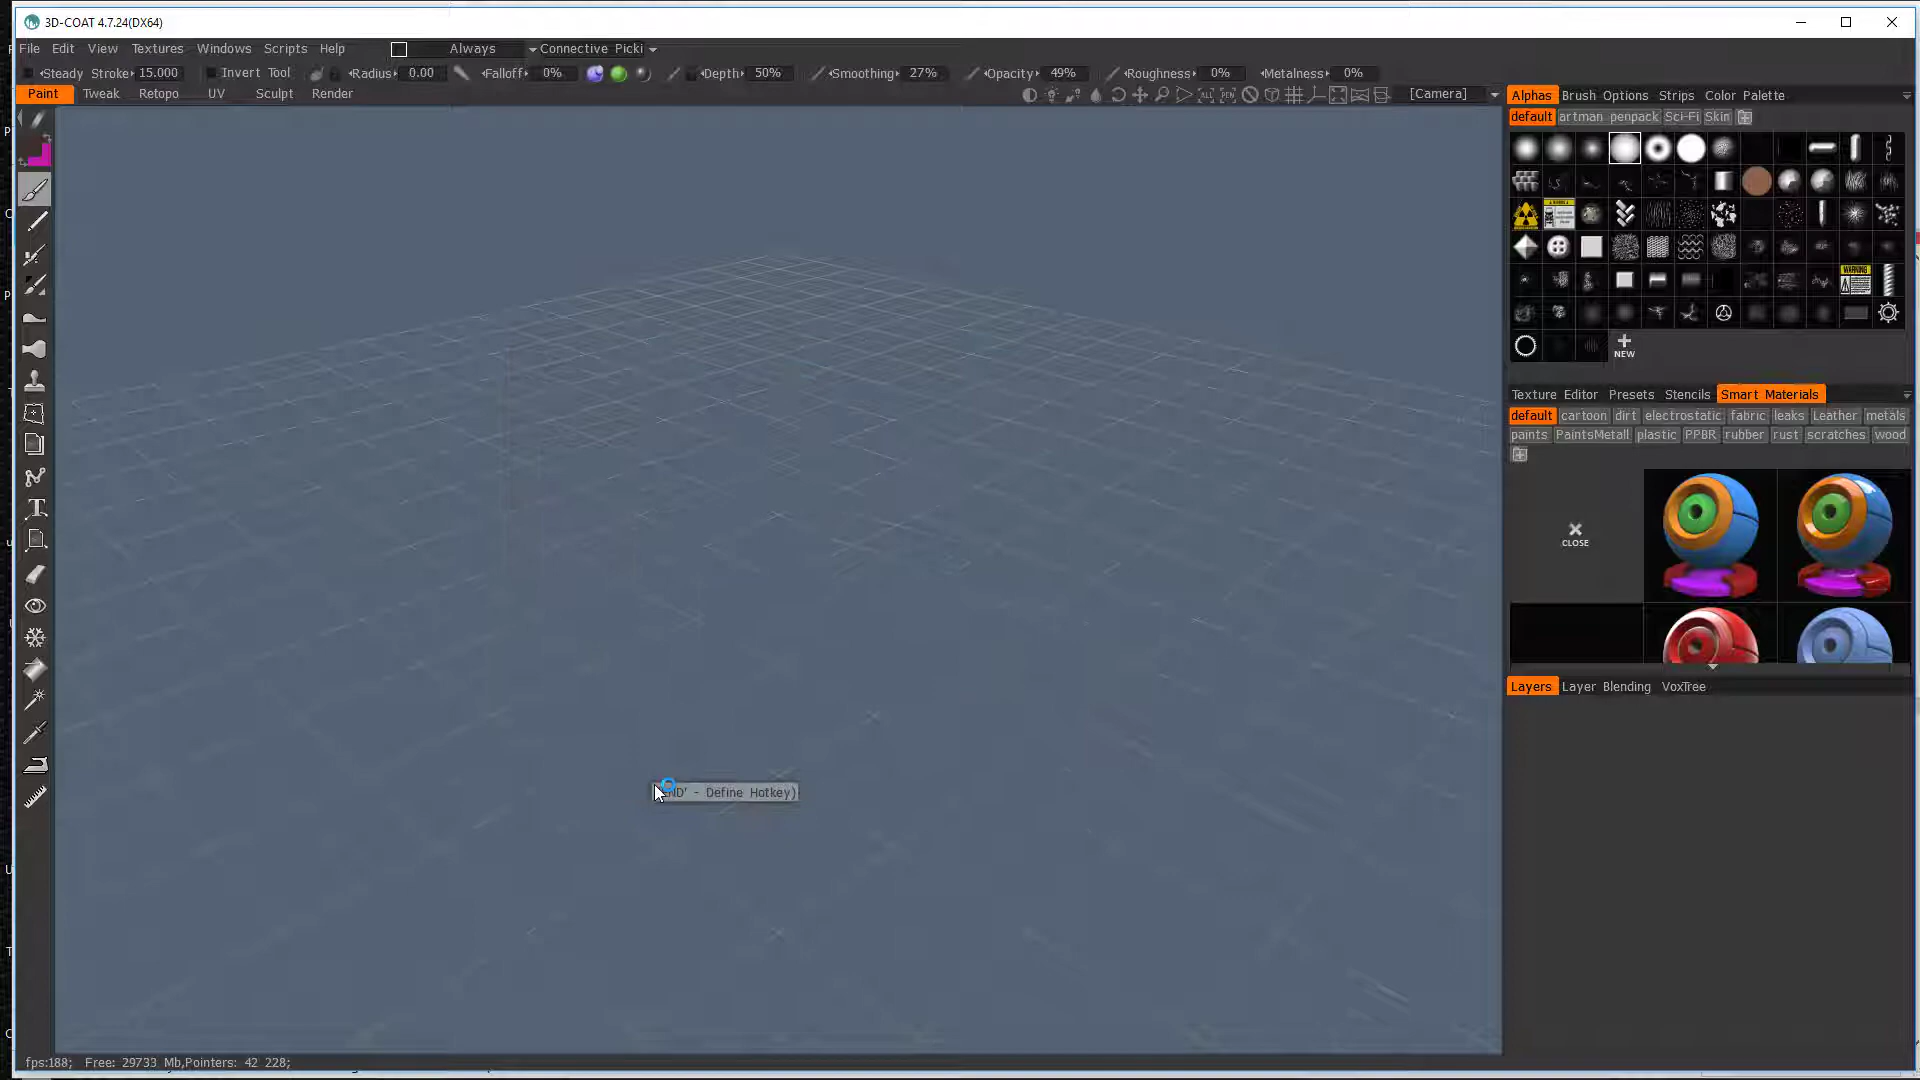 3D-COAT 4.7.24(DX64)
File Edit View Textures Windows Scripts Help Always Connective Picki
Steady Stroke 15.000 Invert Tool Radius 0.00 Falloff 0% Depth 50% Smoothing 27% Opacity 49% Roughness 0% Metalness 0%
Paint Tweak Retopo UV Sculpt Render ALL PEN [Camera]
Alphas Brush Options Strips Color Palette
default artman penpack Sci-Fi Skin
NEW
Texture Editor Presets Stencils Smart Materials
default cartoon dirt electrostatic fabric leaks Leather metals
paints PaintsMetall plastic PPBR rubber rust scratches wood
CLOSE
Layers Layer Blending VoxTree
ND' - Define Hotkey)
fps:188; Free: 29733 Mb,Pointers: 42 228;
WARNING